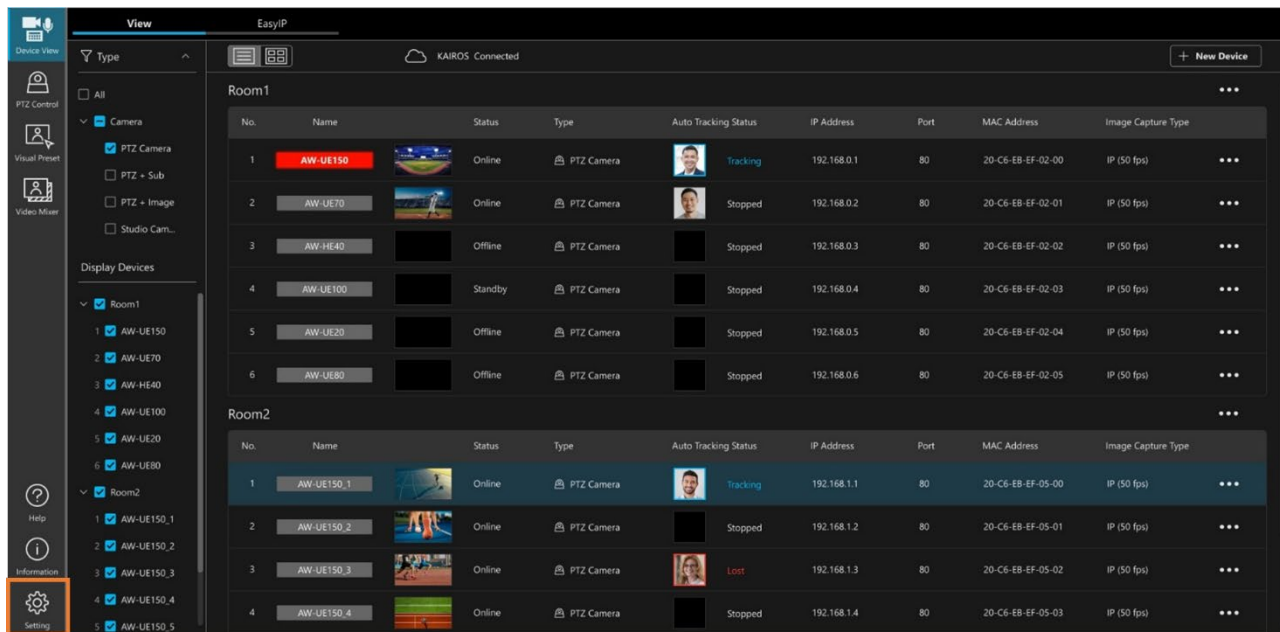 View EasyIP
Device View
PTZ Control
Visual Preset
Video Mixer
Help
Information
Setting
Type
All
Camera
PTZ Camera
PTZ + Sub
PTZ + Image
Studio Cam...
Display Devices
Room1
1 AW-UE150
2 AW-UE70
3 AW-HE40
4 AW-UE100
5 AW-UE20
6 AW-UE80
Room2
1 AW-UE150_1
2 AW-UE150_2
3 AW-UE150_3
4 AW-UE150_4
5 AW-UE150_5
KAIROS Connected
+ New Device
Room1
No. Name Status Type Auto Tracking Status IP Address Port MAC Address Image Capture Type
1 AW-UE150 Online PTZ Camera Tracking 192.168.0.1 80 20-C6-EB-EF-02-00 IP (50 fps)
2 AW-UE70 Online PTZ Camera Stopped 192.168.0.2 80 20-C6-EB-EF-02-01 IP (50 fps)
3 AW-HE40 Offline PTZ Camera Stopped 192.168.0.3 80 20-C6-EB-EF-02-02 IP (50 fps)
4 AW-UE100 Standby PTZ Camera Stopped 192.168.0.4 80 20-C6-EB-EF-02-03 IP (50 fps)
5 AW-UE20 Offline PTZ Camera Stopped 192.168.0.5 80 20-C6-EB-EF-02-04 IP (50 fps)
6 AW-UE80 Offline PTZ Camera Stopped 192.168.0.6 80 20-C6-EB-EF-02-05 IP (50 fps)
Room2
No. Name Status Type Auto Tracking Status IP Address Port MAC Address Image Capture Type
1 AW-UE150_1 Online PTZ Camera Tracking 192.168.1.1 80 20-C6-EB-EF-05-00 IP (50 fps)
2 AW-UE150_2 Online PTZ Camera Stopped 192.168.1.2 80 20-C6-EB-EF-05-01 IP (50 fps)
3 AW-UE150_3 Online PTZ Camera Lost 192.168.1.3 80 20-C6-EB-EF-05-02 IP (50 fps)
4 AW-UE150_4 Online PTZ Camera Stopped 192.168.1.4 80 20-C6-EB-EF-05-03 IP (50 fps)